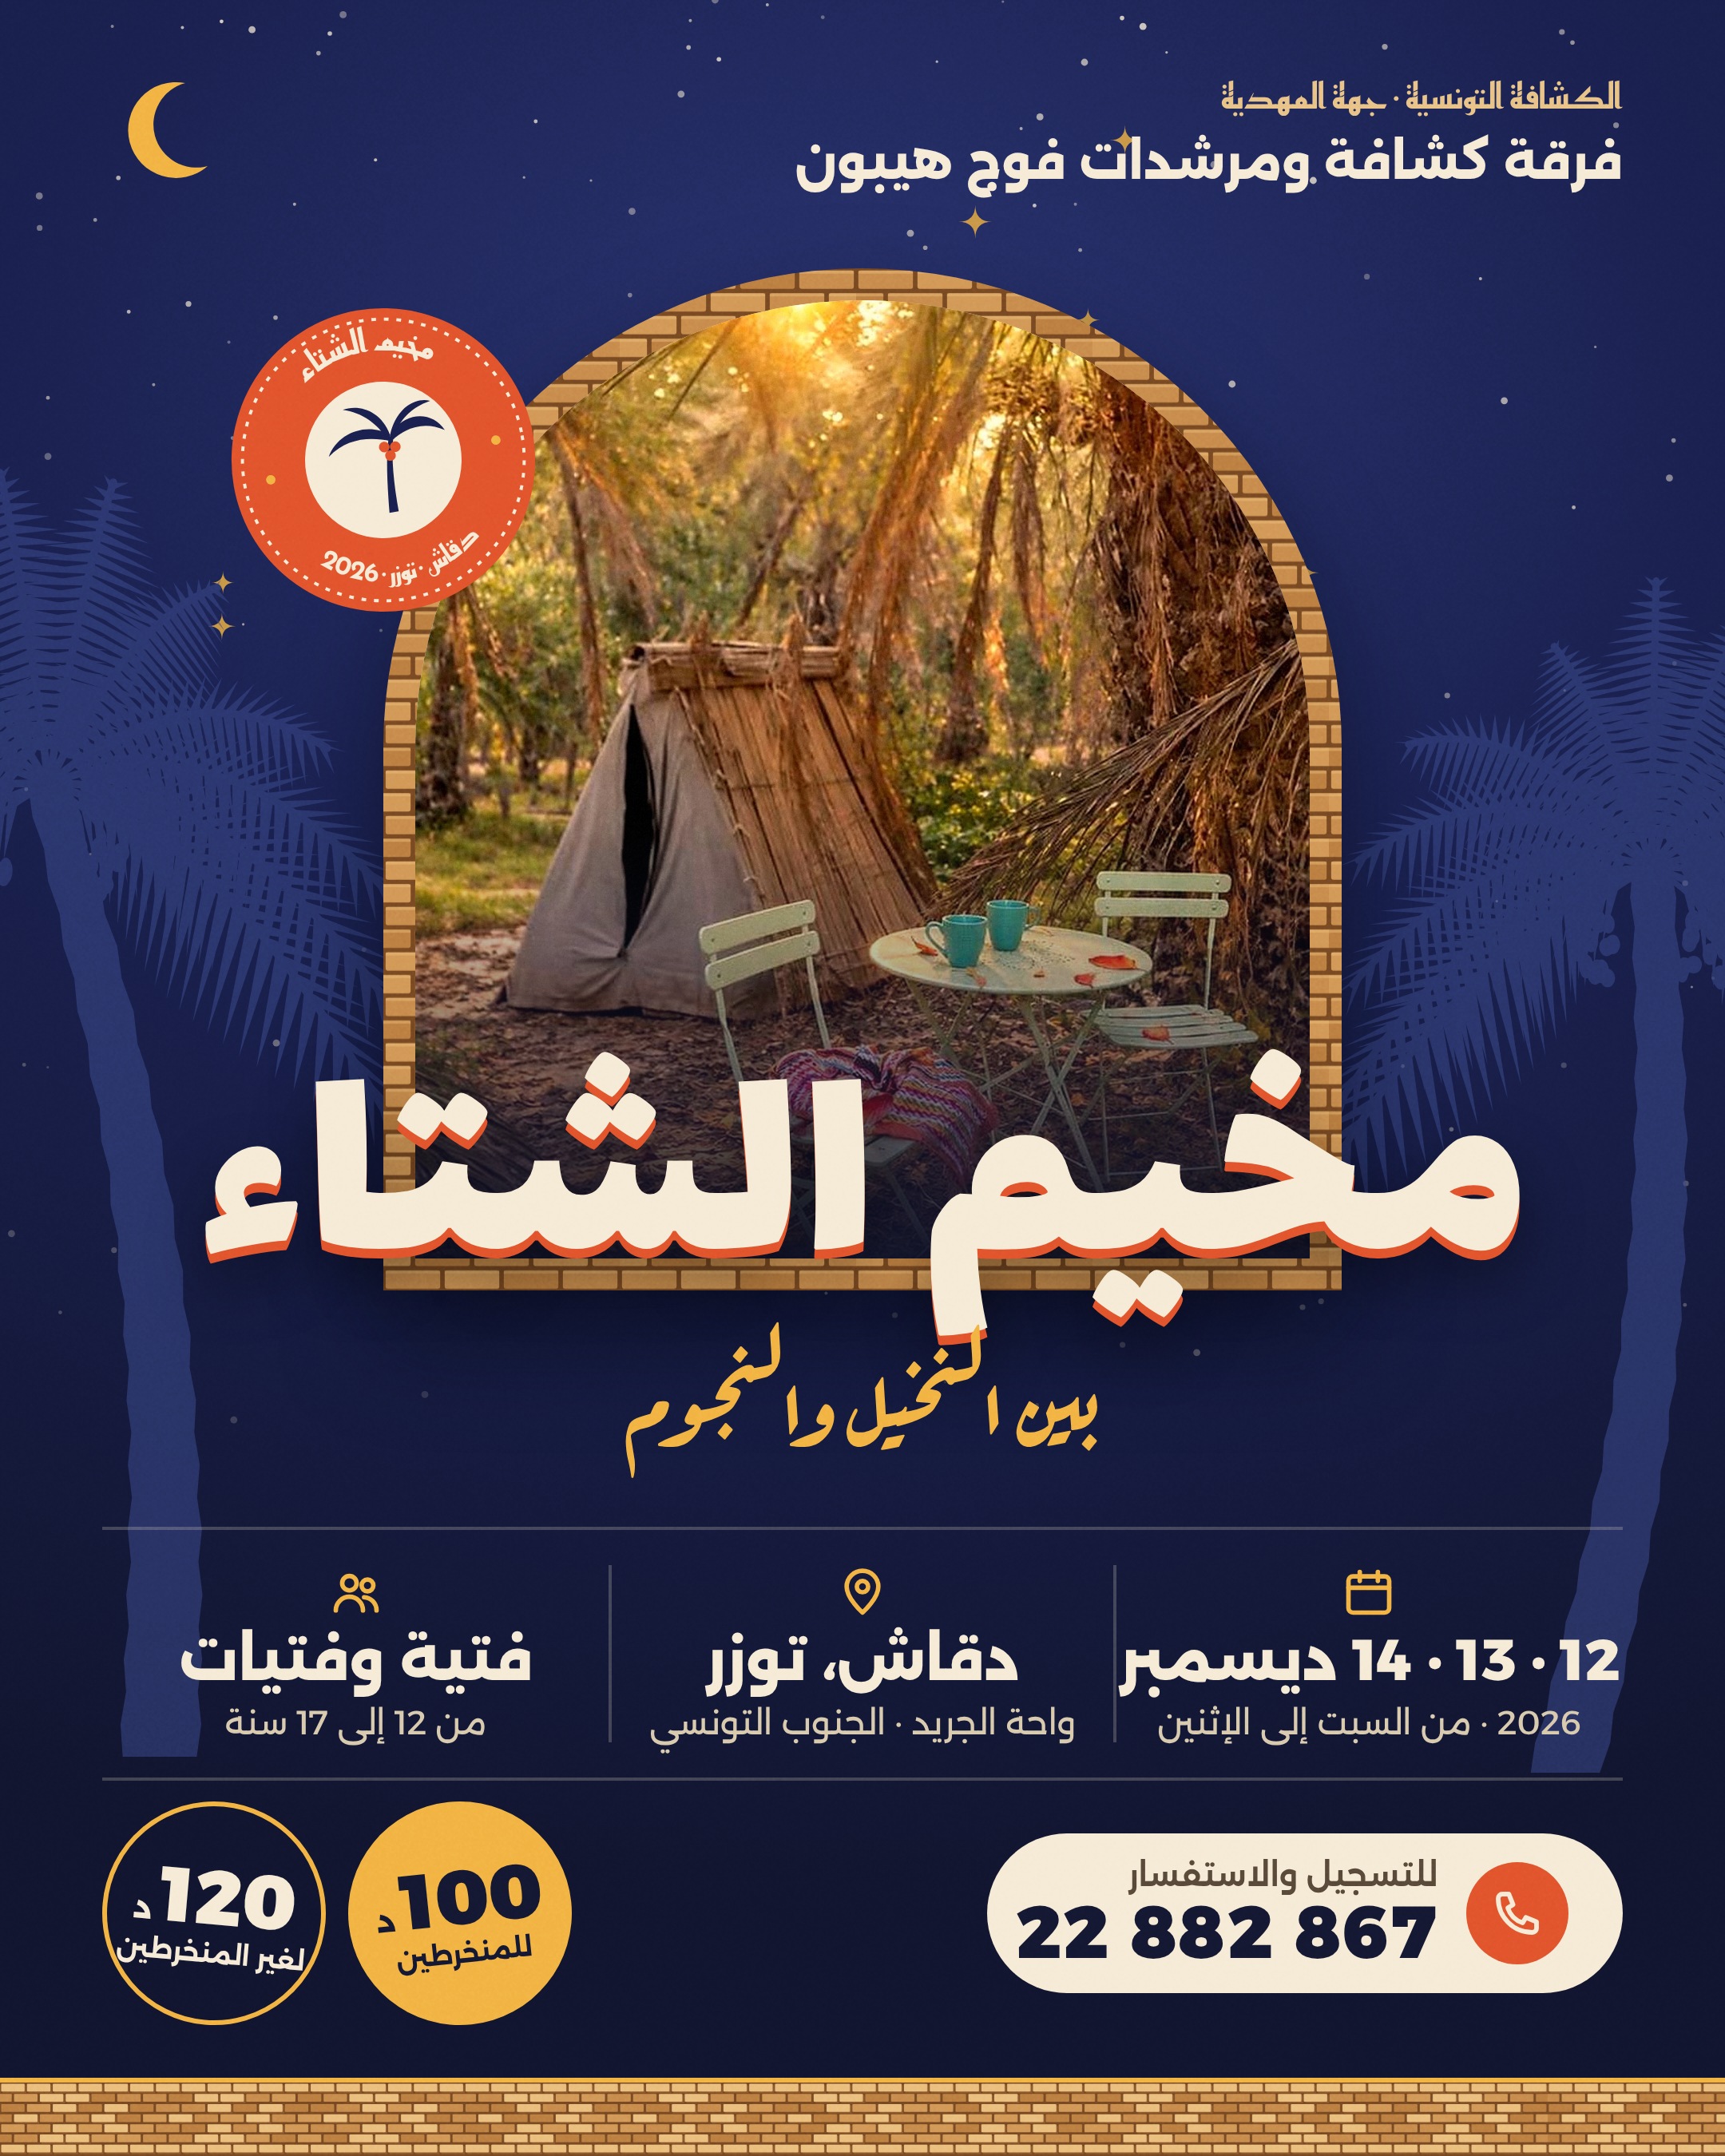 الكشافة التونسية · جهة المهدية
فرقة كشافة ومرشدات فوج هيبون
مخيم الشتاء
دقاش · توزر · 2026
مخيم الشتاء
بين النخيل والنجوم
12 · 13 · 14 ديسمبر
2026 · من السبت إلى الإثنين
دقاش، توزر
واحة الجريد · الجنوب التونسي
فتية وفتيات
من 12 إلى 17 سنة
للتسجيل والاستفسار
22 882 867
100 د
للمنخرطين
120 د
لغير المنخرطين